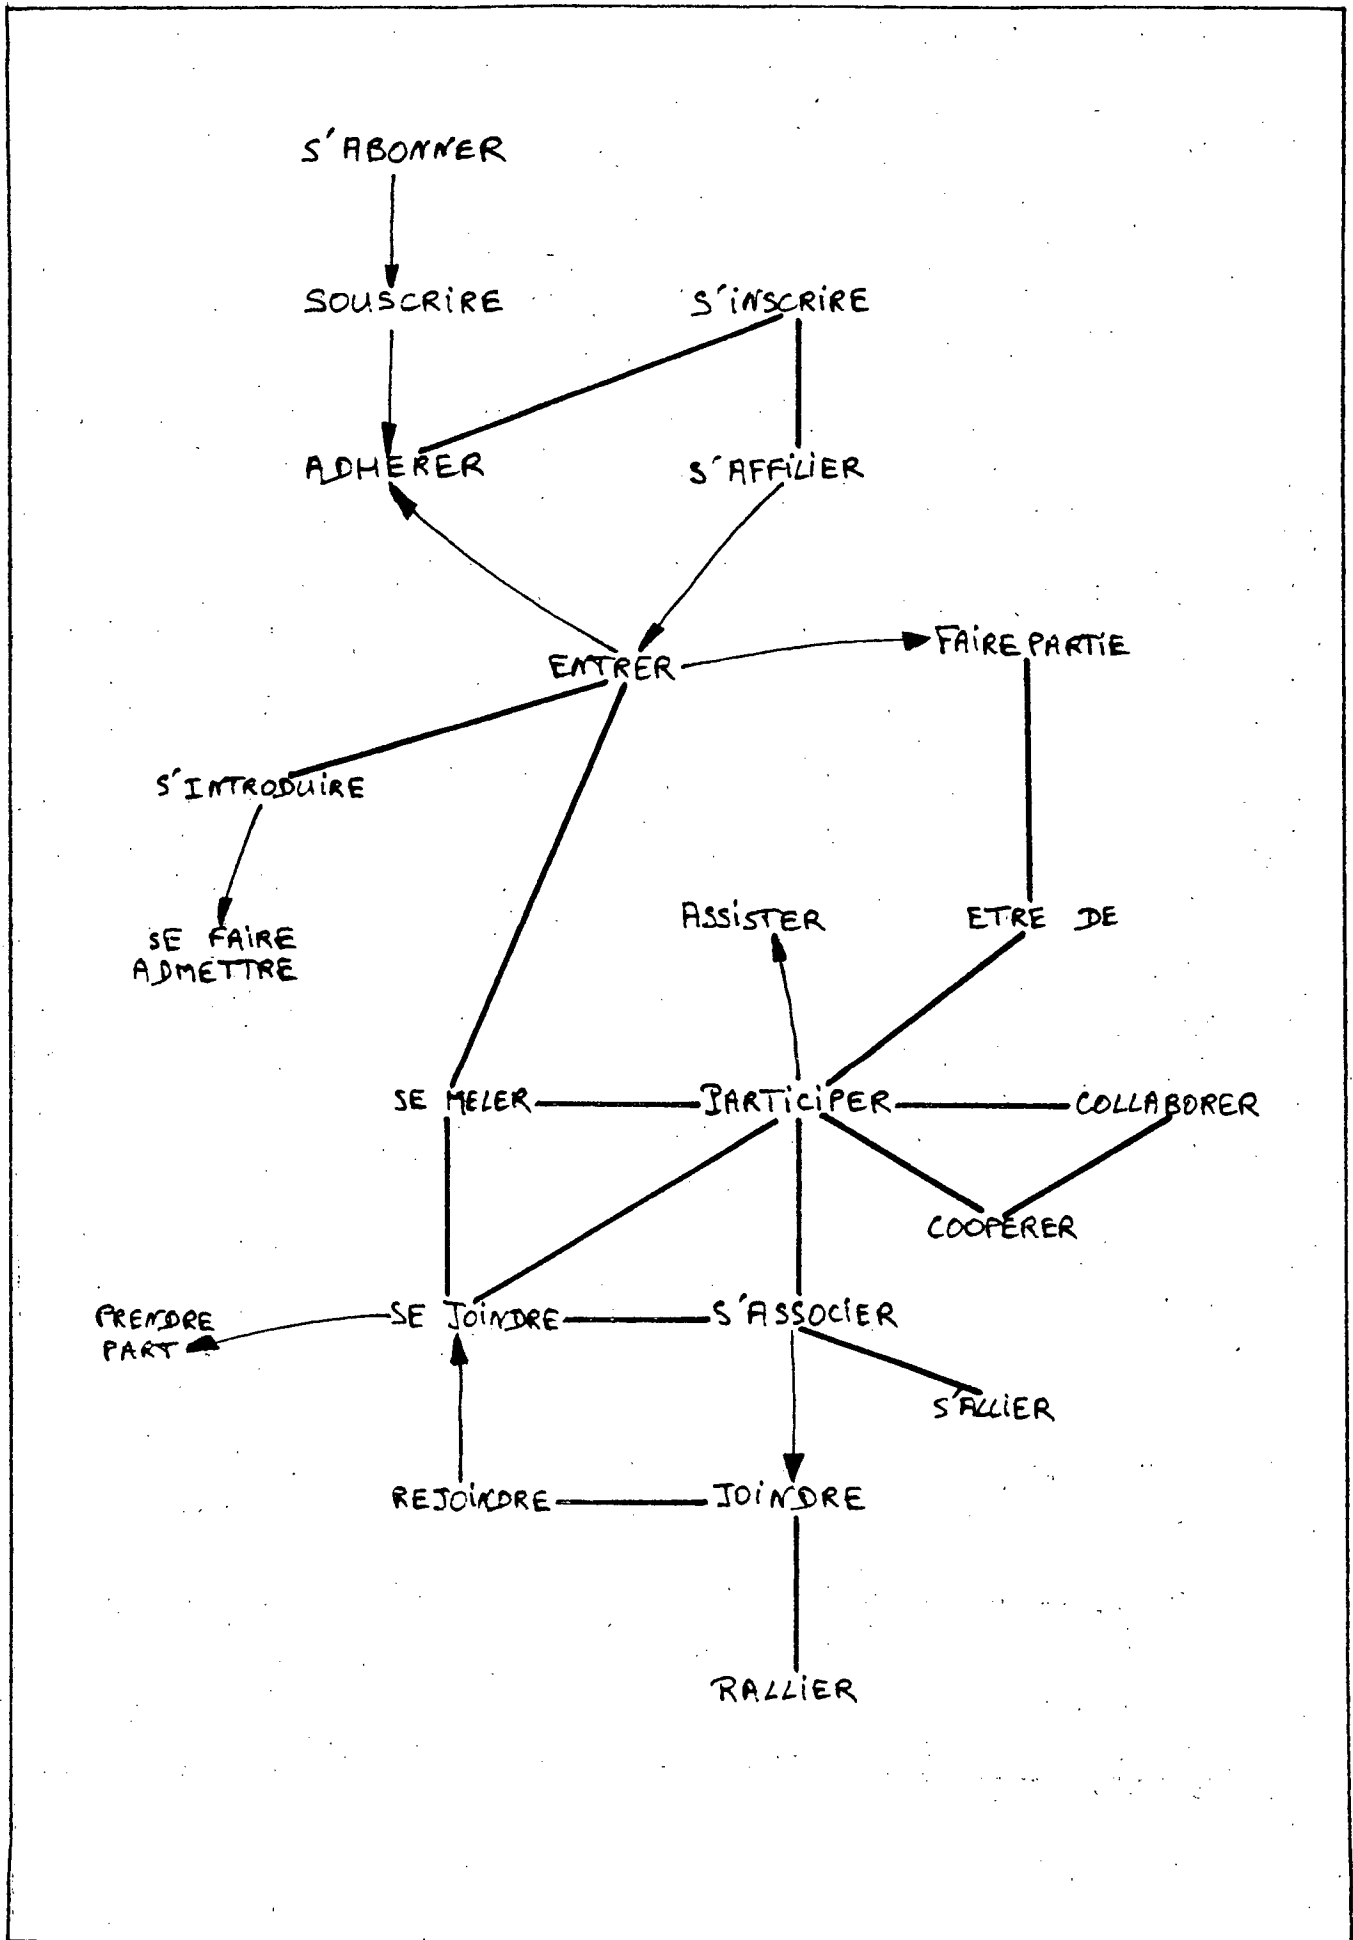 S'ABONNER
SOUSCRIRE
S'INSCRIRE
ADHERER
S'AFFILIER
ENTRER
FAIRE PARTIE
S'INTRODUIRE
SE FAIRE
ADMETTRE
ASSISTER
ETRE DE
SE MELER
PARTICIPER
COLLABORER
COOPERER
PRENDRE
PART
SE JOINDRE
S'ASSOCIER
S'ALLIER
REJOINDRE
JOINDRE
RALLIER